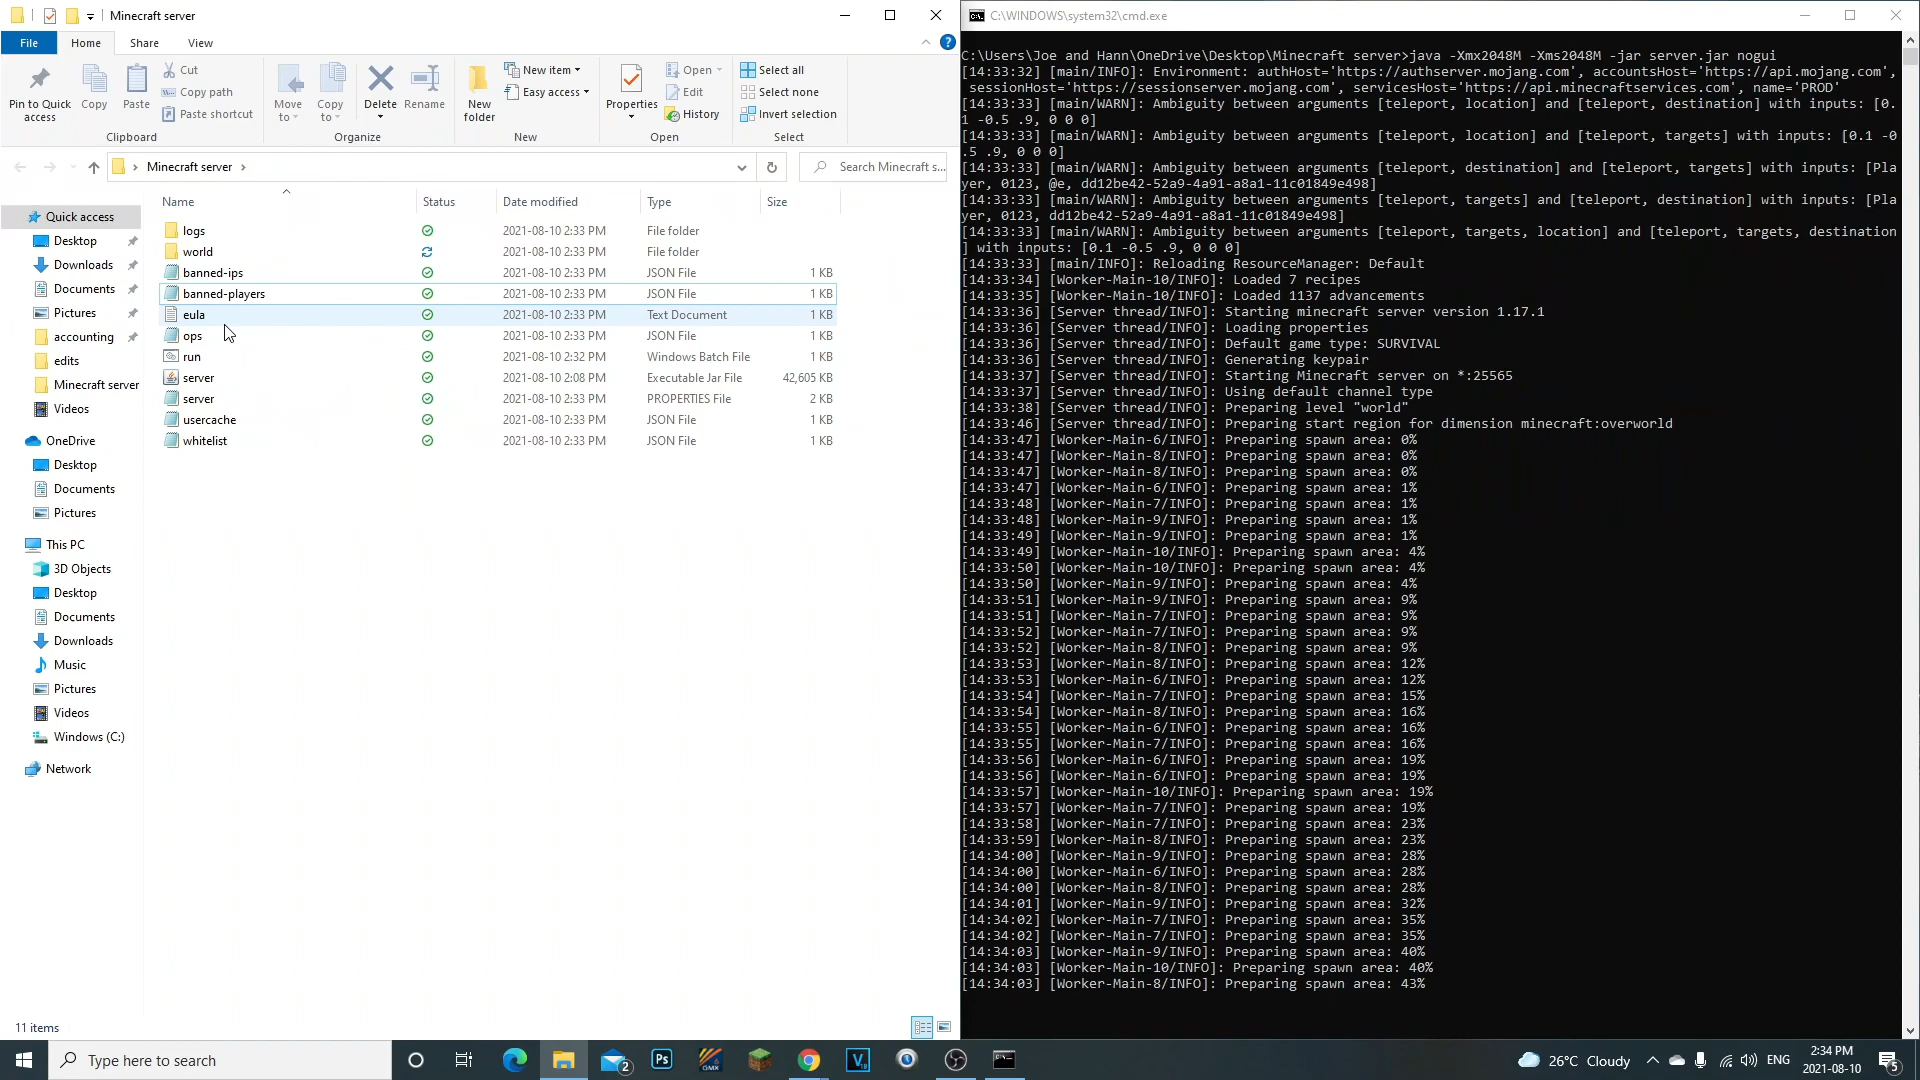 Minecraft server
File
Home
Share
View
Pin to Quick access
Copy
Paste
Cut
Copy path
Paste shortcut
Clipboard
Move to
Copy to
Delete
Rename
Organize
New folder
New item
Easy access
New
Properties
Open
Edit
History
Open
Select all
Select none
Invert selection
Select
Minecraft server
Search Minecraft s...
Name Status Date modified Type Size
logs 2021-08-10 2:33 PM File folder
world 2021-08-10 2:33 PM File folder
banned-ips 2021-08-10 2:33 PM JSON File 1 KB
banned-players 2021-08-10 2:33 PM JSON File 1 KB
eula 2021-08-10 2:33 PM Text Document 1 KB
ops 2021-08-10 2:33 PM JSON File 1 KB
run 2021-08-10 2:32 PM Windows Batch File 1 KB
server 2021-08-10 2:08 PM Executable Jar File 42,605 KB
server 2021-08-10 2:33 PM PROPERTIES File 2 KB
usercache 2021-08-10 2:33 PM JSON File 1 KB
whitelist 2021-08-10 2:33 PM JSON File 1 KB
Quick access
Desktop
Downloads
Documents
Pictures
accounting
edits
Minecraft server
Videos
OneDrive
Desktop
Documents
Pictures
This PC
3D Objects
Desktop
Documents
Downloads
Music
Pictures
Videos
Windows (C:)
Network
11 items
C:\WINDOWS\system32\cmd.exe
C:\Users\Joe and Hann\OneDrive\Desktop\Minecraft server>java -Xmx2048M -Xms2048M -jar server.jar nogui
[14:33:32] [main/INFO]: Environment: authHost='https://authserver.mojang.com', accountsHost='https://api.mojang.com',
sessionHost='https://sessionserver.mojang.com', servicesHost='https://api.minecraftservices.com', name='PROD'
[14:33:33] [main/WARN]: Ambiguity between arguments [teleport, location] and [teleport, destination] with inputs: [0.
1 -0.5 .9, 0 0 0]
[14:33:33] [main/WARN]: Ambiguity between arguments [teleport, location] and [teleport, targets] with inputs: [0.1 -0
.5 .9, 0 0 0]
[14:33:33] [main/WARN]: Ambiguity between arguments [teleport, destination] and [teleport, targets] with inputs: [Pla
yer, 0123, @e, dd12be42-52a9-4a91-a8a1-11c01849e498]
[14:33:33] [main/WARN]: Ambiguity between arguments [teleport, targets] and [teleport, destination] with inputs: [Pla
yer, 0123, dd12be42-52a9-4a91-a8a1-11c01849e498]
[14:33:33] [main/WARN]: Ambiguity between arguments [teleport, targets, location] and [teleport, targets, destination
] with inputs: [0.1 -0.5 .9, 0 0 0]
[14:33:33] [main/INFO]: Reloading ResourceManager: Default
[14:33:34] [Worker-Main-10/INFO]: Loaded 7 recipes
[14:33:35] [Worker-Main-10/INFO]: Loaded 1137 advancements
[14:33:36] [Server thread/INFO]: Starting minecraft server version 1.17.1
[14:33:36] [Server thread/INFO]: Loading properties
[14:33:36] [Server thread/INFO]: Default game type: SURVIVAL
[14:33:36] [Server thread/INFO]: Generating keypair
[14:33:37] [Server thread/INFO]: Starting Minecraft server on *:25565
[14:33:37] [Server thread/INFO]: Using default channel type
[14:33:38] [Server thread/INFO]: Preparing level "world"
[14:33:46] [Server thread/INFO]: Preparing start region for dimension minecraft:overworld
[14:33:47] [Worker-Main-6/INFO]: Preparing spawn area: 0%
[14:33:47] [Worker-Main-8/INFO]: Preparing spawn area: 0%
[14:33:47] [Worker-Main-8/INFO]: Preparing spawn area: 0%
[14:33:47] [Worker-Main-6/INFO]: Preparing spawn area: 1%
[14:33:48] [Worker-Main-7/INFO]: Preparing spawn area: 1%
[14:33:48] [Worker-Main-9/INFO]: Preparing spawn area: 1%
[14:33:49] [Worker-Main-9/INFO]: Preparing spawn area: 1%
[14:33:49] [Worker-Main-10/INFO]: Preparing spawn area: 4%
[14:33:50] [Worker-Main-10/INFO]: Preparing spawn area: 4%
[14:33:50] [Worker-Main-9/INFO]: Preparing spawn area: 4%
[14:33:51] [Worker-Main-9/INFO]: Preparing spawn area: 9%
[14:33:51] [Worker-Main-7/INFO]: Preparing spawn area: 9%
[14:33:52] [Worker-Main-7/INFO]: Preparing spawn area: 9%
[14:33:52] [Worker-Main-8/INFO]: Preparing spawn area: 9%
[14:33:53] [Worker-Main-8/INFO]: Preparing spawn area: 12%
[14:33:53] [Worker-Main-6/INFO]: Preparing spawn area: 12%
[14:33:54] [Worker-Main-7/INFO]: Preparing spawn area: 15%
[14:33:54] [Worker-Main-8/INFO]: Preparing spawn area: 16%
[14:33:55] [Worker-Main-6/INFO]: Preparing spawn area: 16%
[14:33:55] [Worker-Main-7/INFO]: Preparing spawn area: 16%
[14:33:56] [Worker-Main-6/INFO]: Preparing spawn area: 19%
[14:33:56] [Worker-Main-6/INFO]: Preparing spawn area: 19%
[14:33:57] [Worker-Main-10/INFO]: Preparing spawn area: 19%
[14:33:57] [Worker-Main-7/INFO]: Preparing spawn area: 19%
[14:33:58] [Worker-Main-7/INFO]: Preparing spawn area: 23%
[14:33:59] [Worker-Main-8/INFO]: Preparing spawn area: 23%
[14:34:00] [Worker-Main-9/INFO]: Preparing spawn area: 28%
[14:34:00] [Worker-Main-6/INFO]: Preparing spawn area: 28%
[14:34:00] [Worker-Main-8/INFO]: Preparing spawn area: 28%
[14:34:01] [Worker-Main-9/INFO]: Preparing spawn area: 32%
[14:34:02] [Worker-Main-7/INFO]: Preparing spawn area: 35%
[14:34:02] [Worker-Main-7/INFO]: Preparing spawn area: 35%
[14:34:03] [Worker-Main-9/INFO]: Preparing spawn area: 40%
[14:34:03] [Worker-Main-10/INFO]: Preparing spawn area: 40%
[14:34:03] [Worker-Main-8/INFO]: Preparing spawn area: 43%
Type here to search
2
Ps
GMX
26°C Cloudy
ENG
2:34 PM
2021-08-10
5